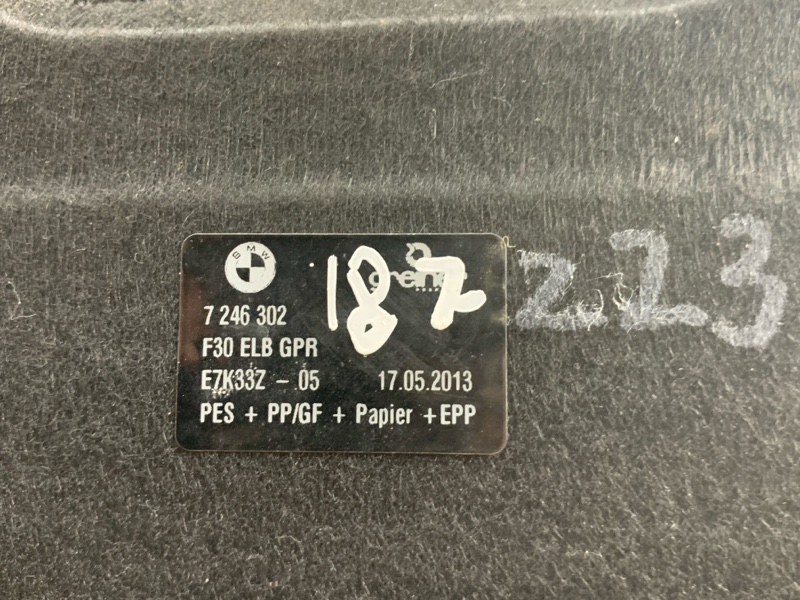 BMW
187
223
7 246 302
F30 ELB GPR
E7K33Z - 05 17.05.2013
PES + PP/GF + Papier + EPP